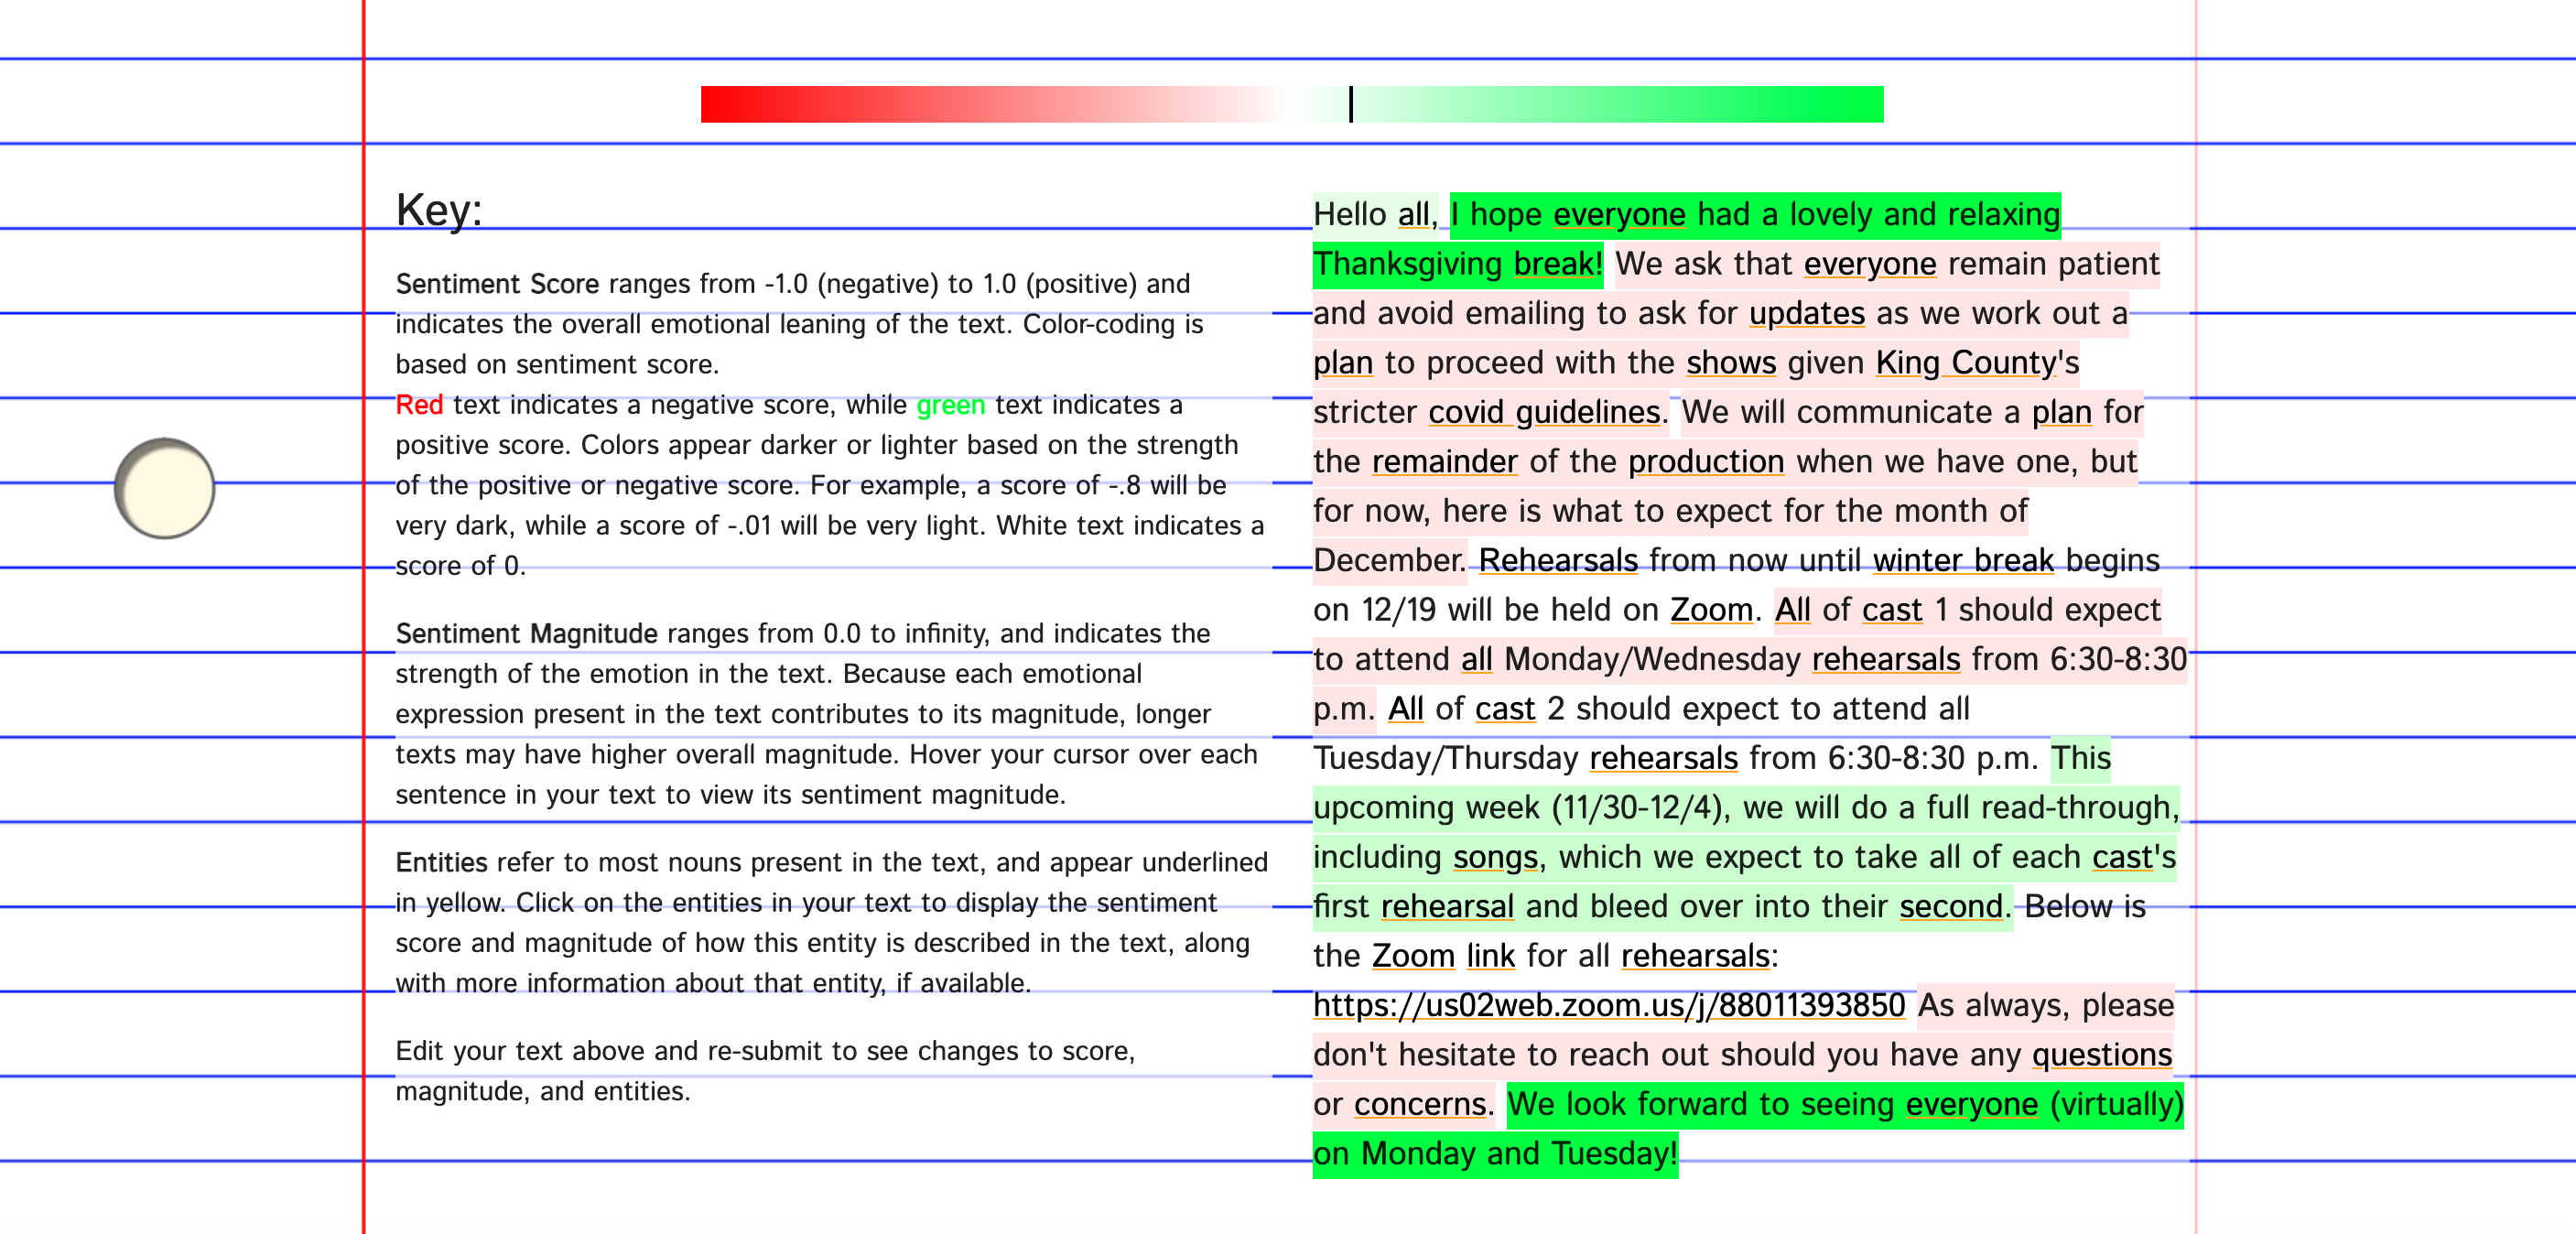 Key:
Sentiment Score ranges from -1.0 (negative) to 1.0 (positive) and
indicates the overall emotional leaning of the text. Color-coding is
based on sentiment score.
Red text indicates a negative score, while green text indicates a
positive score. Colors appear darker or lighter based on the strength
of the positive or negative score. For example, a score of -.8 will be
very dark, while a score of -.01 will be very light. White text indicates a
score of 0.
Sentiment Magnitude ranges from 0.0 to infinity, and indicates the
strength of the emotion in the text. Because each emotional
expression present in the text contributes to its magnitude, longer
texts may have higher overall magnitude. Hover your cursor over each
sentence in your text to view its sentiment magnitude.
Entities refer to most nouns present in the text, and appear underlined
in yellow. Click on the entities in your text to display the sentiment
score and magnitude of how this entity is described in the text, along
with more information about that entity, if available.
Edit your text above and re-submit to see changes to score,
magnitude, and entities.
Hello all, I hope everyone had a lovely and relaxing
Thanksgiving break! We ask that everyone remain patient
and avoid emailing to ask for updates as we work out a
plan to proceed with the shows given King County's
stricter covid guidelines. We will communicate a plan for
the remainder of the production when we have one, but
for now, here is what to expect for the month of
December. Rehearsals from now until winter break begins
on 12/19 will be held on Zoom. All of cast 1 should expect
to attend all Monday/Wednesday rehearsals from 6:30-8:30
p.m. All of cast 2 should expect to attend all
Tuesday/Thursday rehearsals from 6:30-8:30 p.m. This
upcoming week (11/30-12/4), we will do a full read-through,
including songs, which we expect to take all of each cast's
first rehearsal and bleed over into their second. Below is
the Zoom link for all rehearsals:
https://us02web.zoom.us/j/88011393850 As always, please
don't hesitate to reach out should you have any questions
or concerns. We look forward to seeing everyone (virtually)
on Monday and Tuesday!